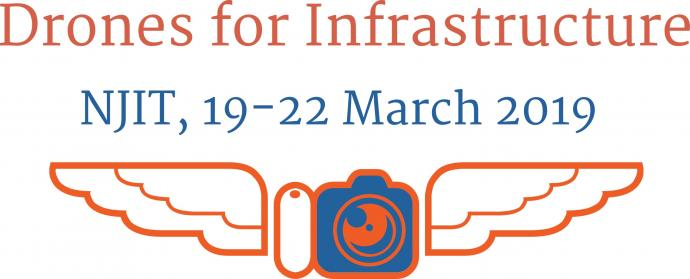 Drones for Infrastructure
NJIT, 19-22 March 2019